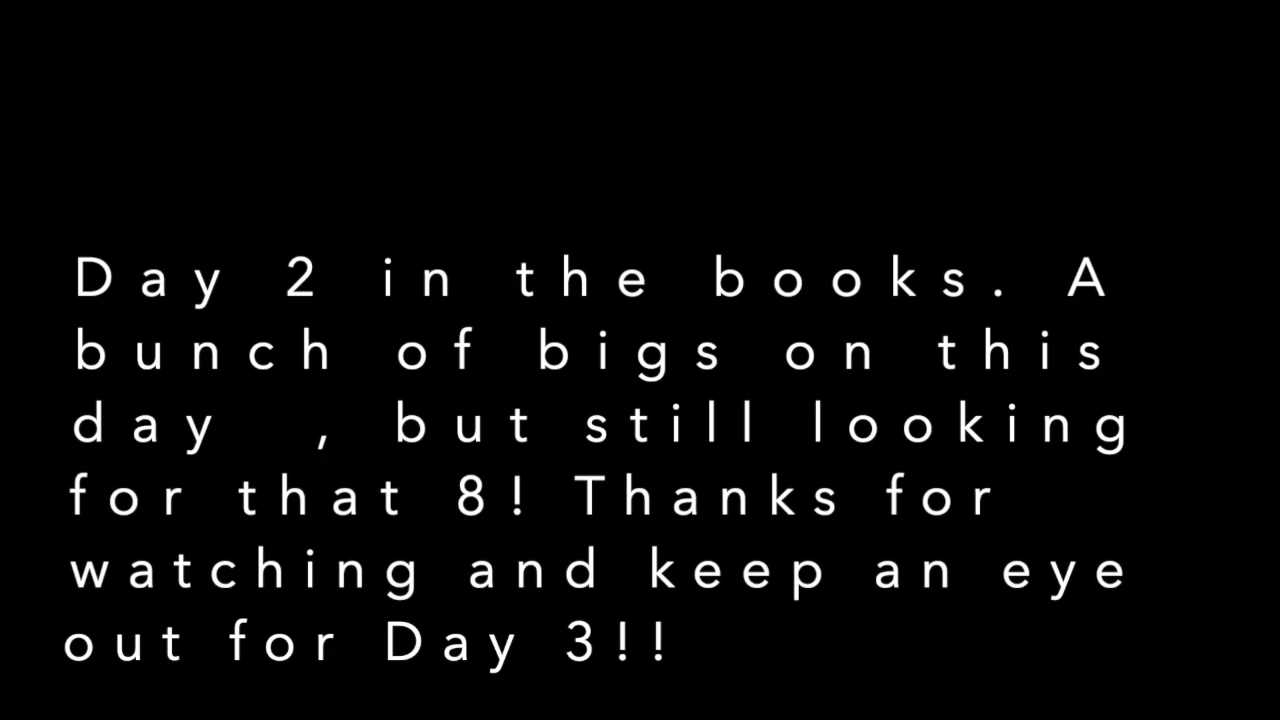 Day 2 in the books. A
bunch of bigs on this
day , but still looking
for that 8! Thanks for
watching and keep an eye
out for Day 3!!